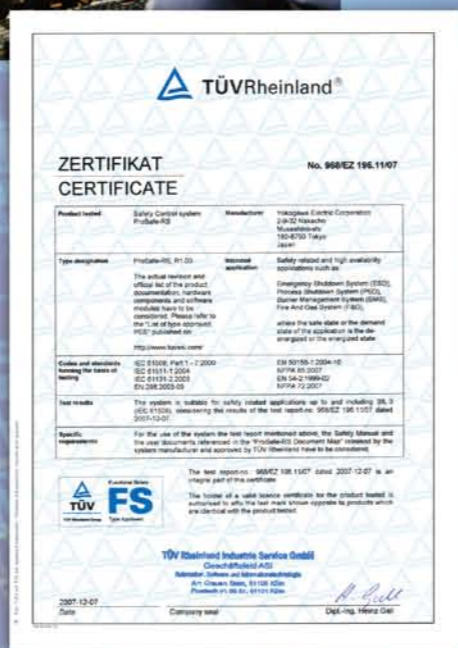 TÜVRheinland®
ZERTIFIKAT
CERTIFICATE
No. 968/EZ 196.11/07
Product tested
Safety Control system
ProSafe-RS
Manufacturer
Yokogawa Electric Corporation
2-9-32 Nakacho
Musashino-shi
180-8750 Tokyo
Japan
Type designation
ProSafe-RS, R1.03
The actual revision and
official list of the product
documentation, hardware
components and software
modules have to be
considered. Please refer to
the "List of type approved
PES" published on:
Intended
application
Safety related and high availability
applications such as:
Emergency Shutdown System (ESD),
Process Shutdown System (PSD),
Burner Management System (BMS),
Fire And Gas System (F&G),
where the safe state or the demand
state of the application is the de-
energized or the energized state
Codes and standards
forming the basis of
testing
IEC 61508, Part 1 - 7:2000
IEC 61511-1:2004
IEC 61131-2:2003
EN 298:2003-09
EN 50156-1:2004-10
NFPA 85:2007
EN 54-2:1999-02
NFPA 72:2007
Test results
The system is suitable for safety related applications up to and including SIL 3
(IEC 61508), considering the results of the test report-no.: 968/EZ 196.11/07 dated
2007-12-07.
Specific
requirements
For the use of the system the test report mentioned above, the Safety Manual and
the user documents referenced in the "ProSafe-RS Document Map" released by the
system manufacturer and approved by TÜV Rheinland have to be considered.
TÜV
Functional Safety
FS
Type Approved
The test report-no.: 968/EZ 196.11/07 dated 2007-12-07 is an
integral part of this certificate.
The holder of a valid licence certificate for the product tested is
authorised to affix the test mark shown opposite to products which
are identical with the product tested.
TÜV Rheinland Industrie Service GmbH
Geschäftsfeld ASI
Automation, Software und Informationstechnologie
Am Grauen Stein, 51105 Köln
2007-12-07
Date
Company seal
Dipl.-Ing. Heinz Gall